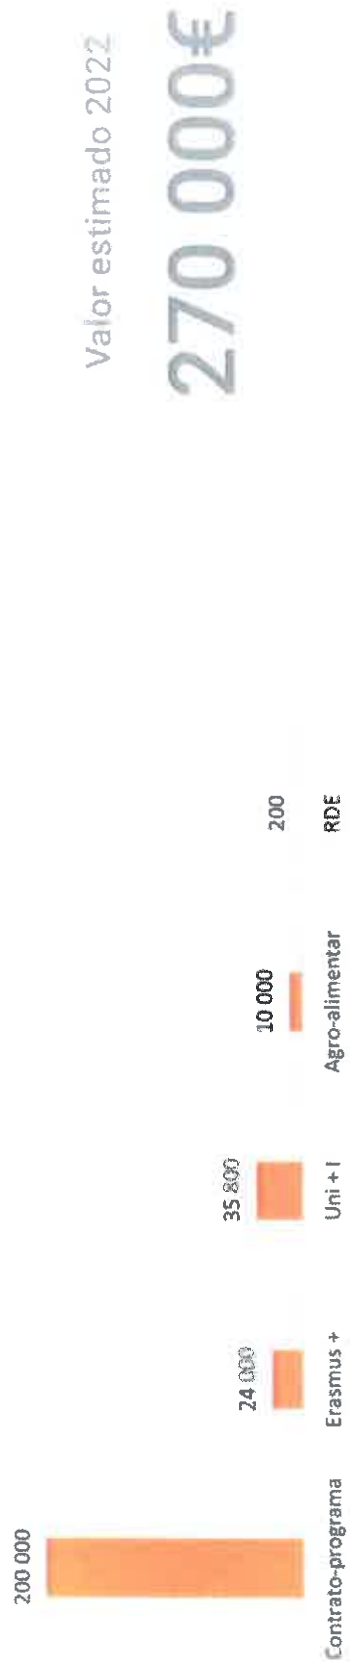 Valor estimado 2022
270 000€
200 000
24 000
35 800
10 000
200
Contrato-programa
Erasmus +
Uni + I
Agro-alimentar
RDE